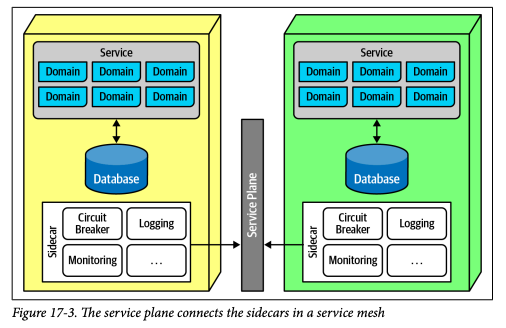 Service
Domain Domain Domain
Domain Domain Domain
Database
Sidecar
Circuit
Breaker
Logging
Monitoring
...
Service Plane
Service
Domain Domain Domain
Domain Domain Domain
Database
Sidecar
Circuit
Breaker
Logging
Monitoring
...
Figure 17-3. The service plane connects the sidecars in a service mesh